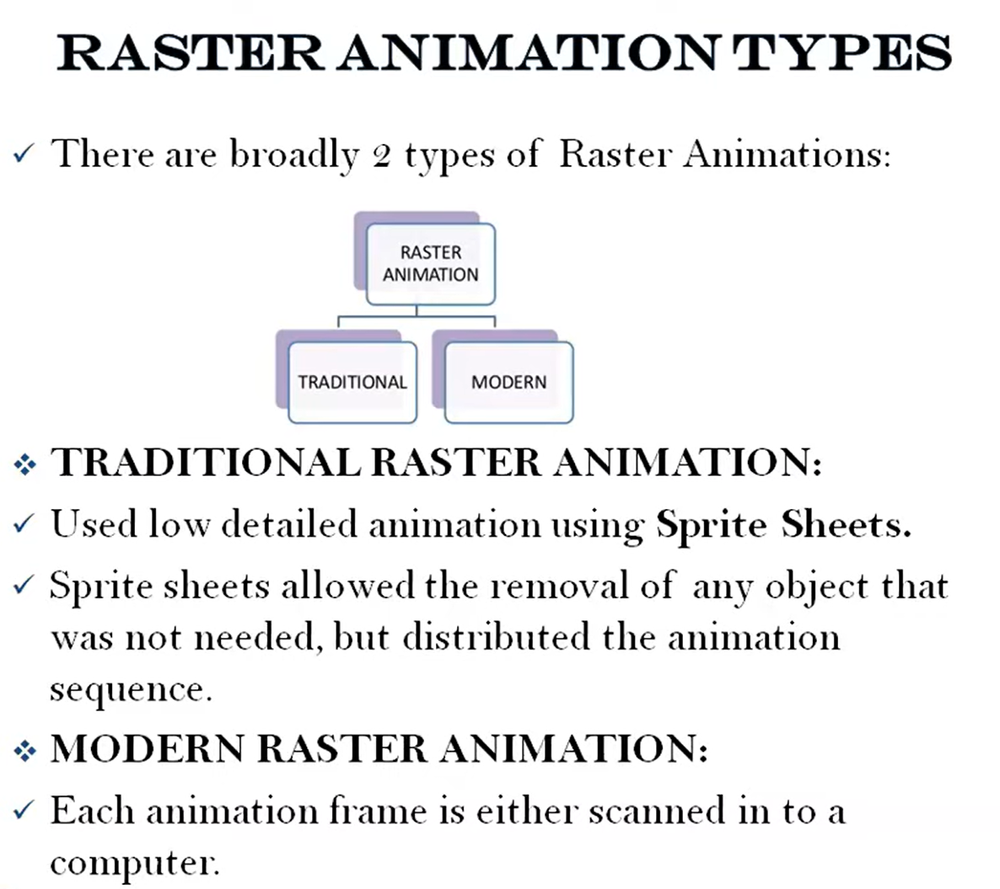 RASTER ANIMATION TYPES
✓ There are broadly 2 types of Raster Animations:
RASTER
ANIMATION
TRADITIONAL
MODERN
❖ TRADITIONAL RASTER ANIMATION:
✓ Used low detailed animation using Sprite Sheets.
✓ Sprite sheets allowed the removal of any object that
was not needed, but distributed the animation
sequence.
❖ MODERN RASTER ANIMATION:
✓ Each animation frame is either scanned in to a
computer.